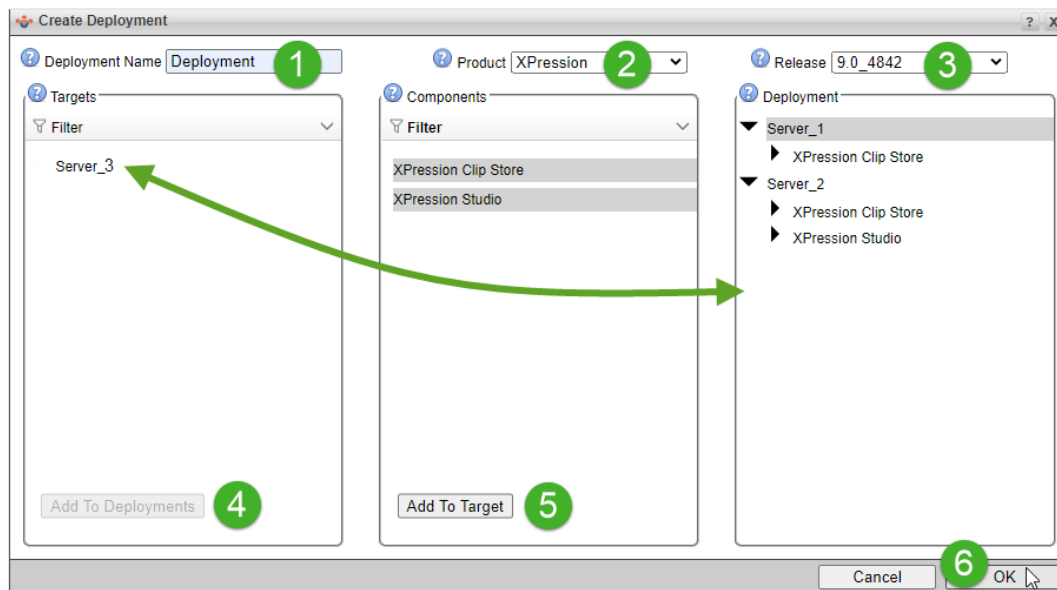 Create Deployment
? X
? Deployment Name Deployment 1
? Product XPression 2
? Release 9.0_4842 3
? Targets
Filter
Server_3
Add To Deployments 4
? Components
Filter
XPression Clip Store
XPression Studio
Add To Target 5
? Deployment
Server_1
XPression Clip Store
Server_2
XPression Clip Store
XPression Studio
Cancel
6 OK